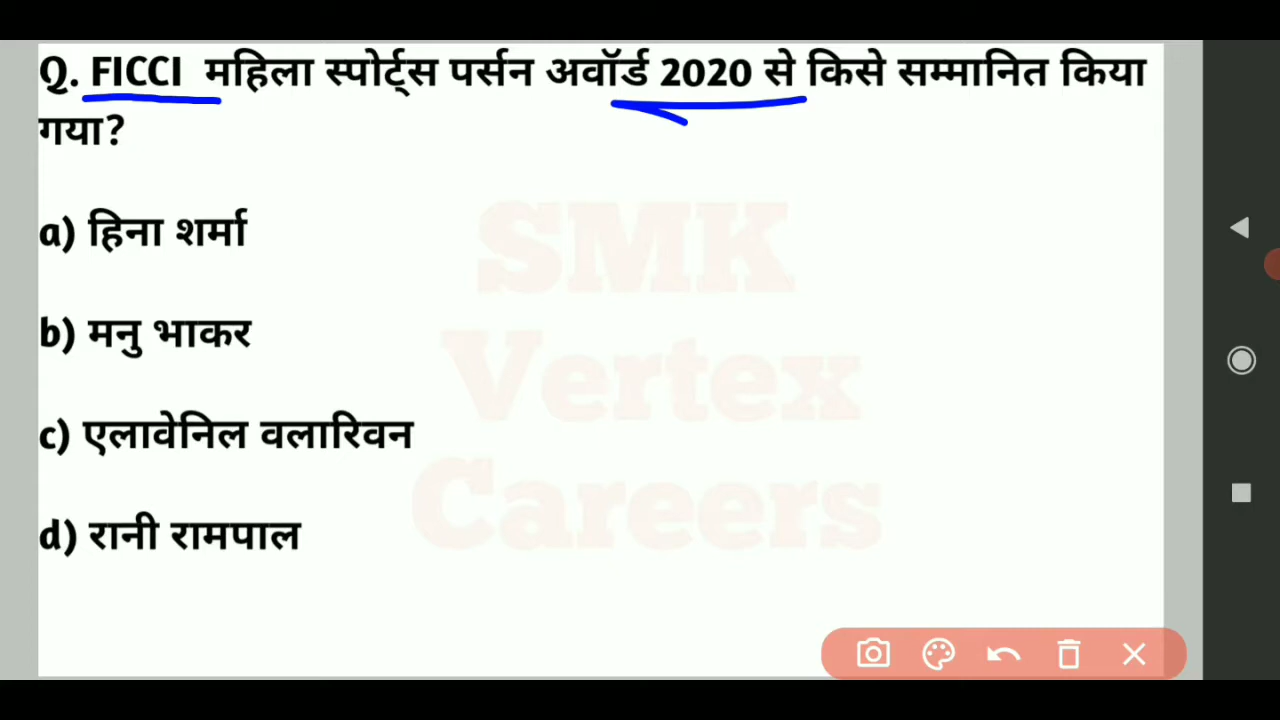 Q. FICCI महिला स्पोर्ट्स पर्सन अवॉर्ड 2020 से किसे सम्मानित किया
गया?
a) हिना शर्मा
b) मनु भाकर
c) एलावेनिल वलारिवन
d) रानी रामपाल
SMK
Vertex
Careers